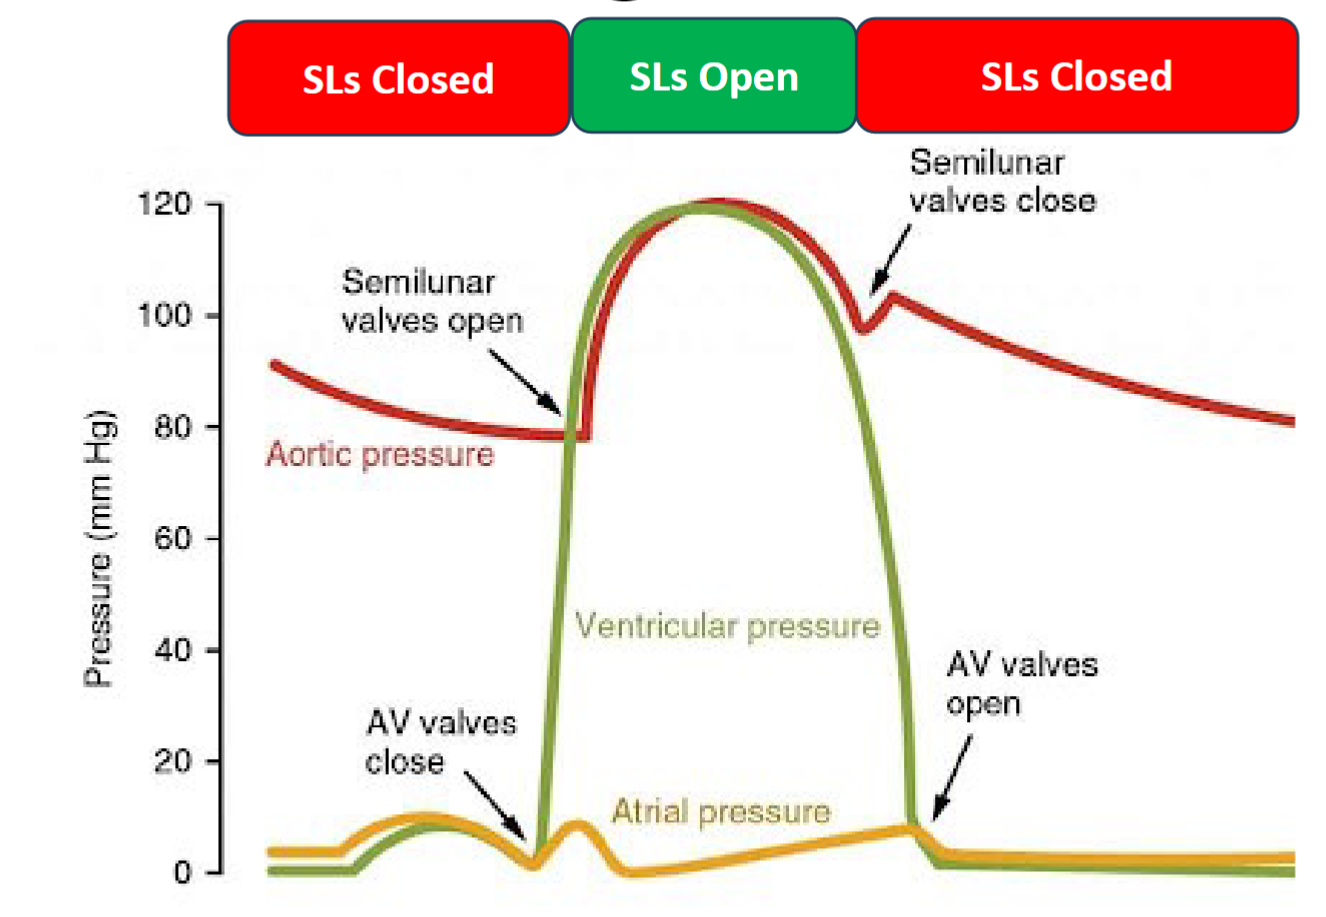 SLs Closed
SLs Open
SLs Closed
Semilunar
valves close
120
Semilunar
valves open
100
80
Aortic pressure
Pressure (mm Hg)
60
Ventricular pressure
40
AV valves
open
AV valves
close
20
Atrial pressure
0